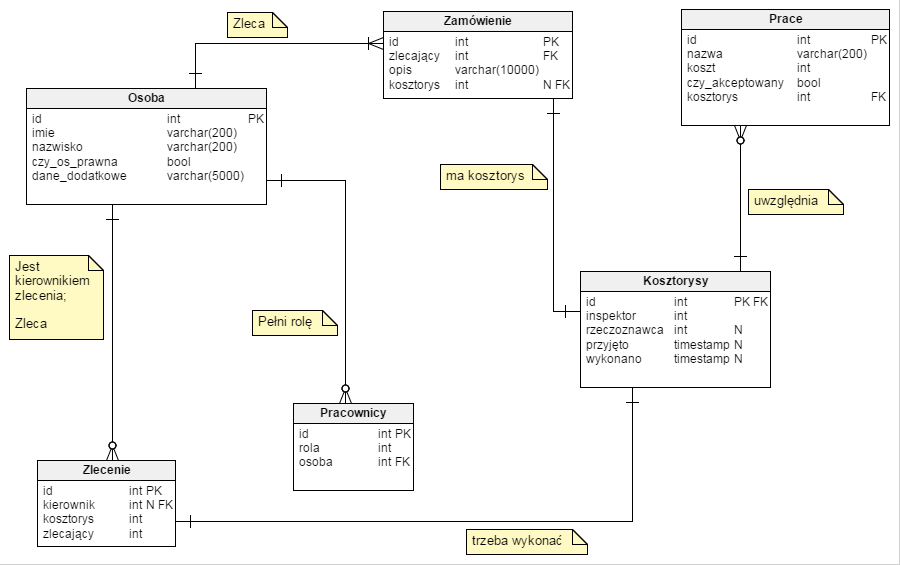 Zleca
Zamówienie
id int PK
zlecający int FK
opis varchar(10000)
kosztorys int N FK
Prace
id int PK
nazwa varchar(200)
koszt int
czy_akceptowany bool
kosztorys int FK
Osoba
id int PK
imie varchar(200)
nazwisko varchar(200)
czy_os_prawna bool
dane_dodatkowe varchar(5000)
ma kosztorys
uwzględnia
Jest
kierownikiem
zlecenia;
Zleca
Pełni rolę
Kosztorysy
id int PK FK
inspektor int
rzeczoznawca int N
przyjęto timestamp N
wykonano timestamp N
Pracownicy
id int PK
rola int
osoba int FK
Zlecenie
id int PK
kierownik int N FK
kosztorys int
zlecający int
trzeba wykonać